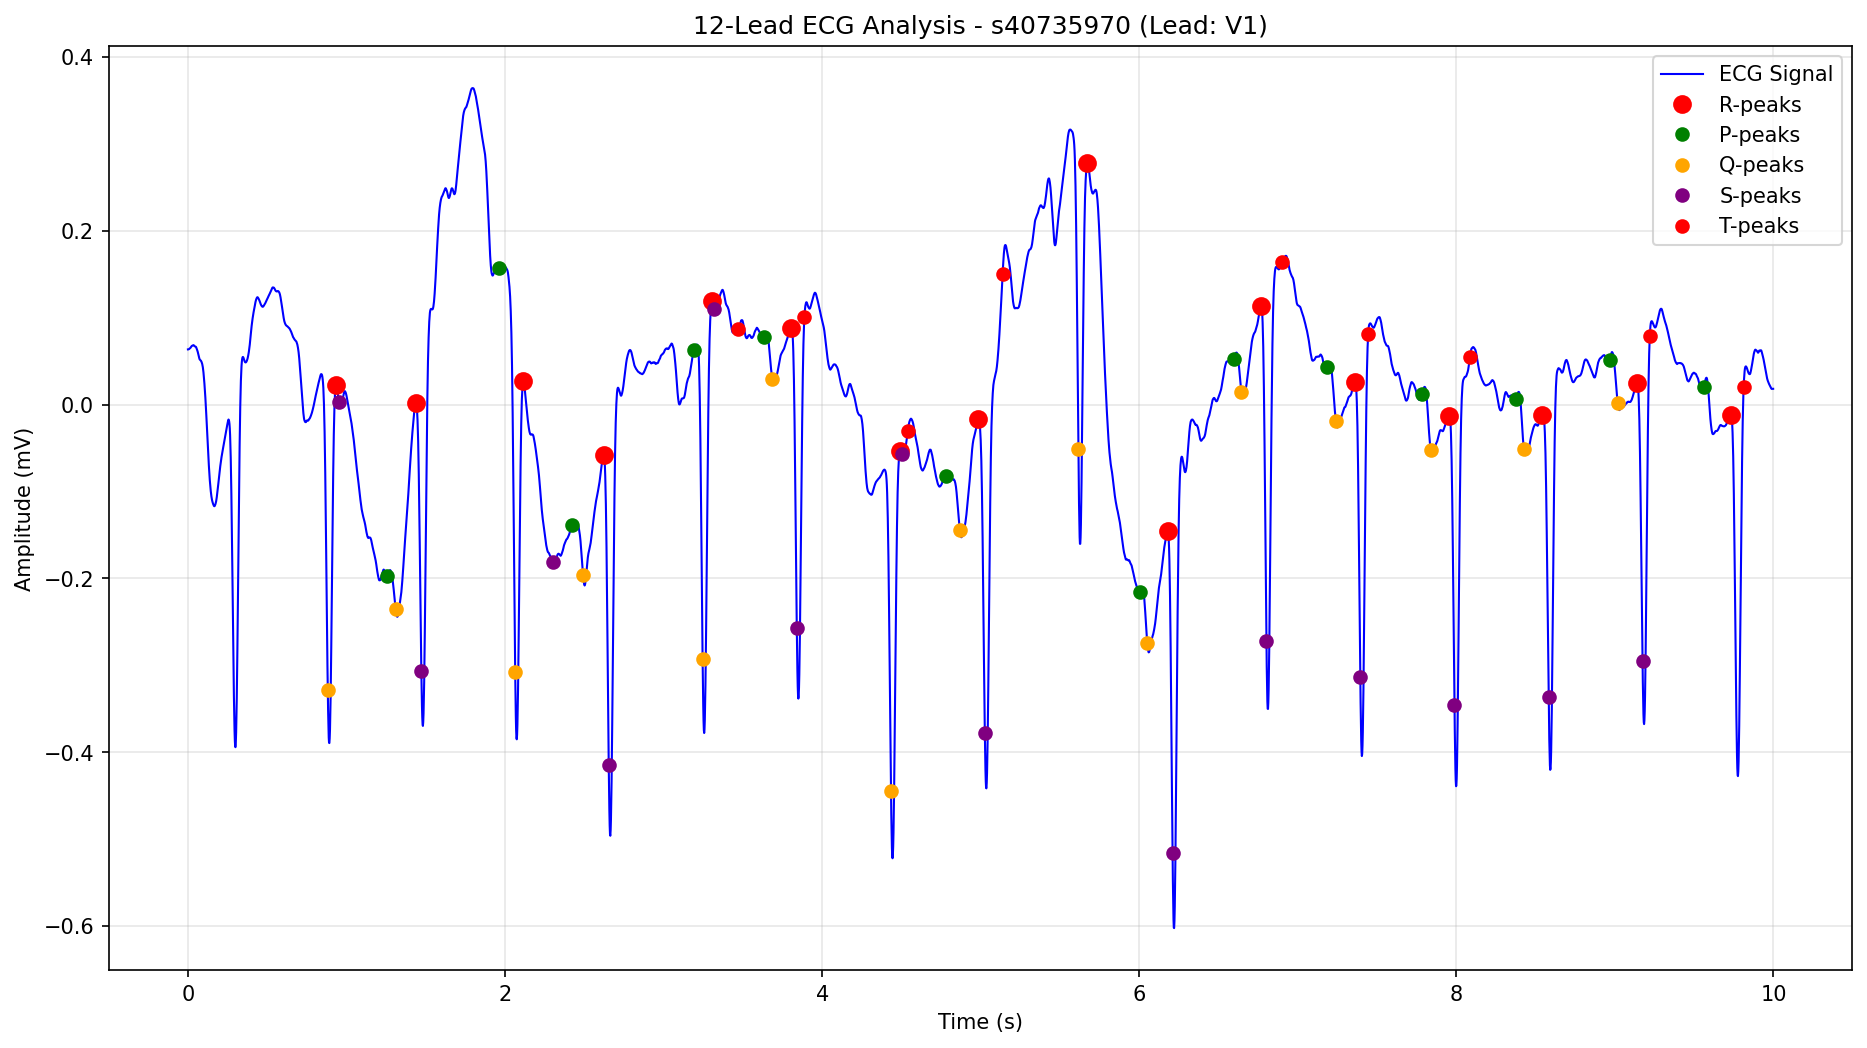 12-Lead ECG Analysis - s40735970 (Lead: V1)
ECG Signal
R-peaks
P-peaks
Q-peaks
S-peaks
T-peaks
Amplitude (mV)
0.4
0.2
0.0
−0.2
−0.4
−0.6
0 2 4 6 8 10
Time (s)